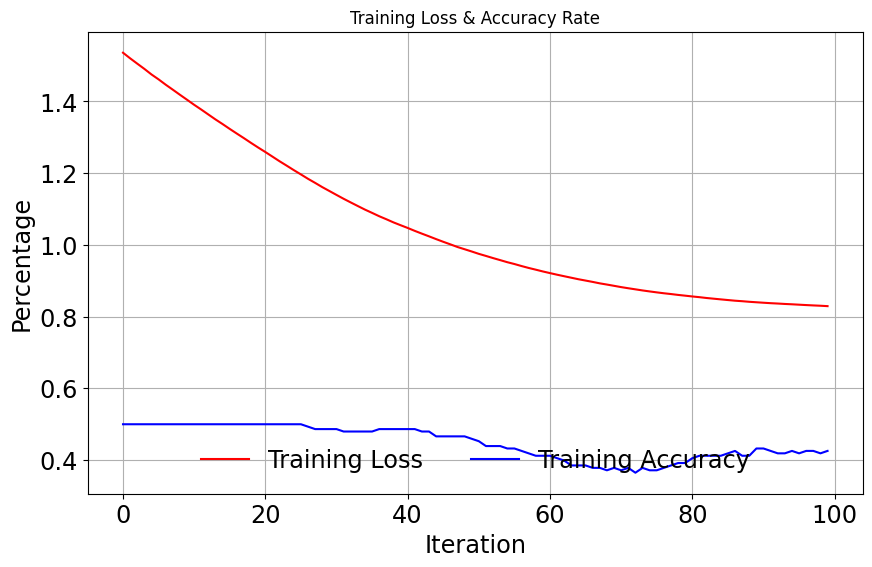 Training Loss & Accuracy Rate
Percentage
1.4
1.2
1.0
0.8
0.6
0.4
Training Loss Training Accuracy
0 20 40 60 80 100
Iteration